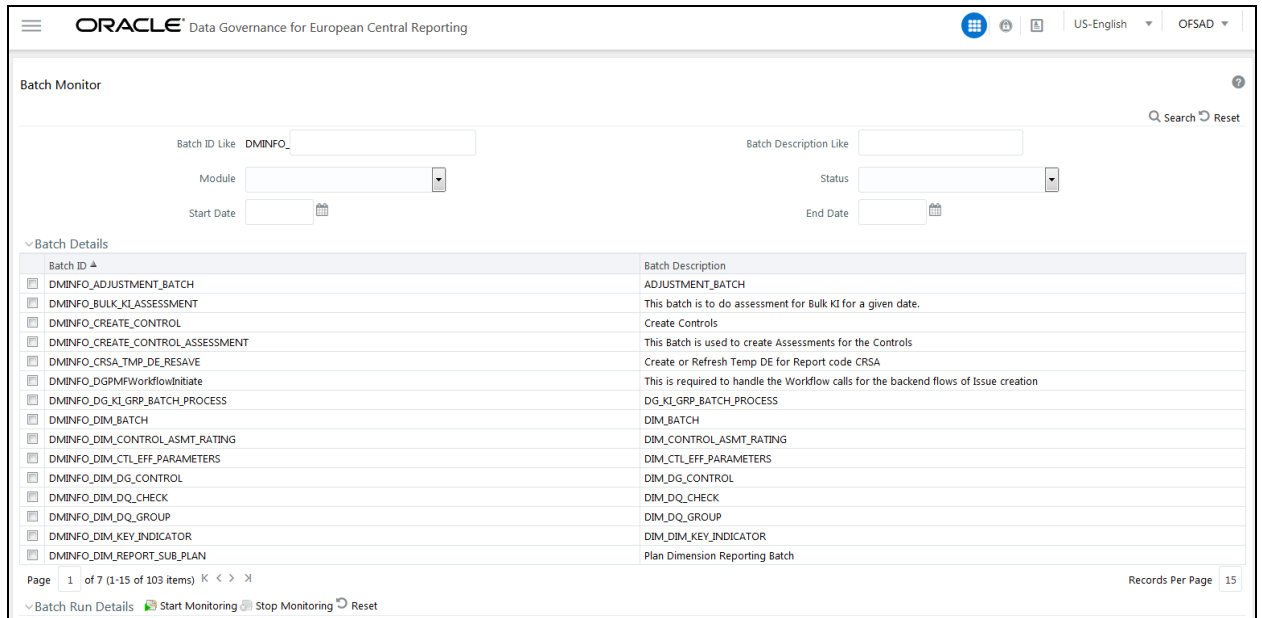 ORACLE® Data Governance for European Central Reporting
US-English
OFSAD
Batch Monitor
Search Reset
Batch ID Like DMINFO_
Batch Description Like
Module
Status
Start Date
End Date
Batch Details
Batch ID Batch Description
DMINFO_ADJUSTMENT_BATCH ADJUSTMENT_BATCH
DMINFO_BULK_KI_ASSESSMENT This batch is to do assessment for Bulk KI for a given date.
DMINFO_CREATE_CONTROL Create Controls
DMINFO_CREATE_CONTROL_ASSESSMENT This Batch is used to create Assessments for the Controls
DMINFO_CRSA_TMP_DE_RESAVE Create or Refresh Temp DE for Report code CRSA
DMINFO_DGPMFWorkflowInitiate This is required to handle the Workflow calls for the backend flows of Issue creation
DMINFO_DG_KI_GRP_BATCH_PROCESS DG_KI_GRP_BATCH_PROCESS
DMINFO_DIM_BATCH DIM_BATCH
DMINFO_DIM_CONTROL_ASMT_RATING DIM_CONTROL_ASMT_RATING
DMINFO_DIM_CTL_EFF_PARAMETERS DIM_CTL_EFF_PARAMETERS
DMINFO_DIM_DG_CONTROL DIM_DG_CONTROL
DMINFO_DIM_DQ_CHECK DIM_DQ_CHECK
DMINFO_DIM_DQ_GROUP DIM_DQ_GROUP
DMINFO_DIM_KEY_INDICATOR DIM_DIM_KEY_INDICATOR
DMINFO_DIM_REPORT_SUB_PLAN Plan Dimension Reporting Batch
Page 1 of 7 (1-15 of 103 items)
Records Per Page 15
Batch Run Details Start Monitoring Stop Monitoring Reset